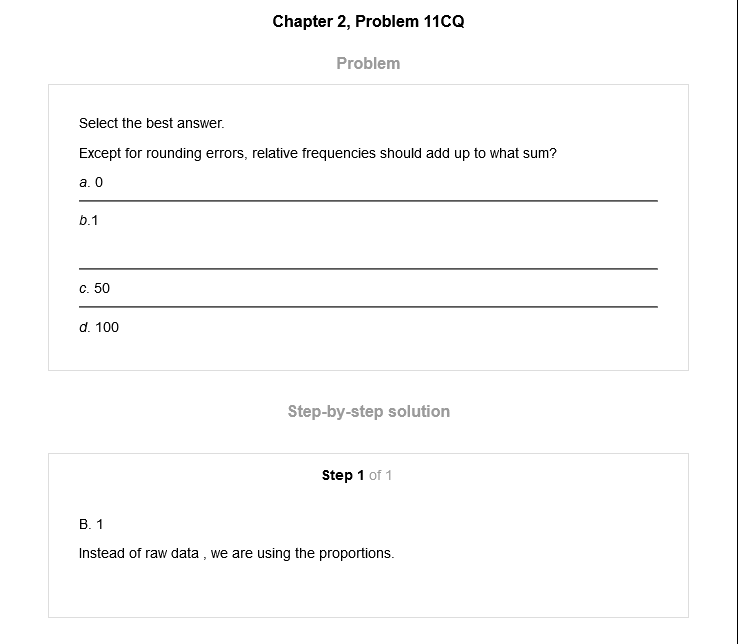 Chapter 2, Problem 11CQ
Problem
Select the best answer.
Except for rounding errors, relative frequencies should add up to what sum?
a. 0
b.1
c. 50
d. 100
Step-by-step solution
Step 1 of 1
B. 1
Instead of raw data , we are using the proportions.